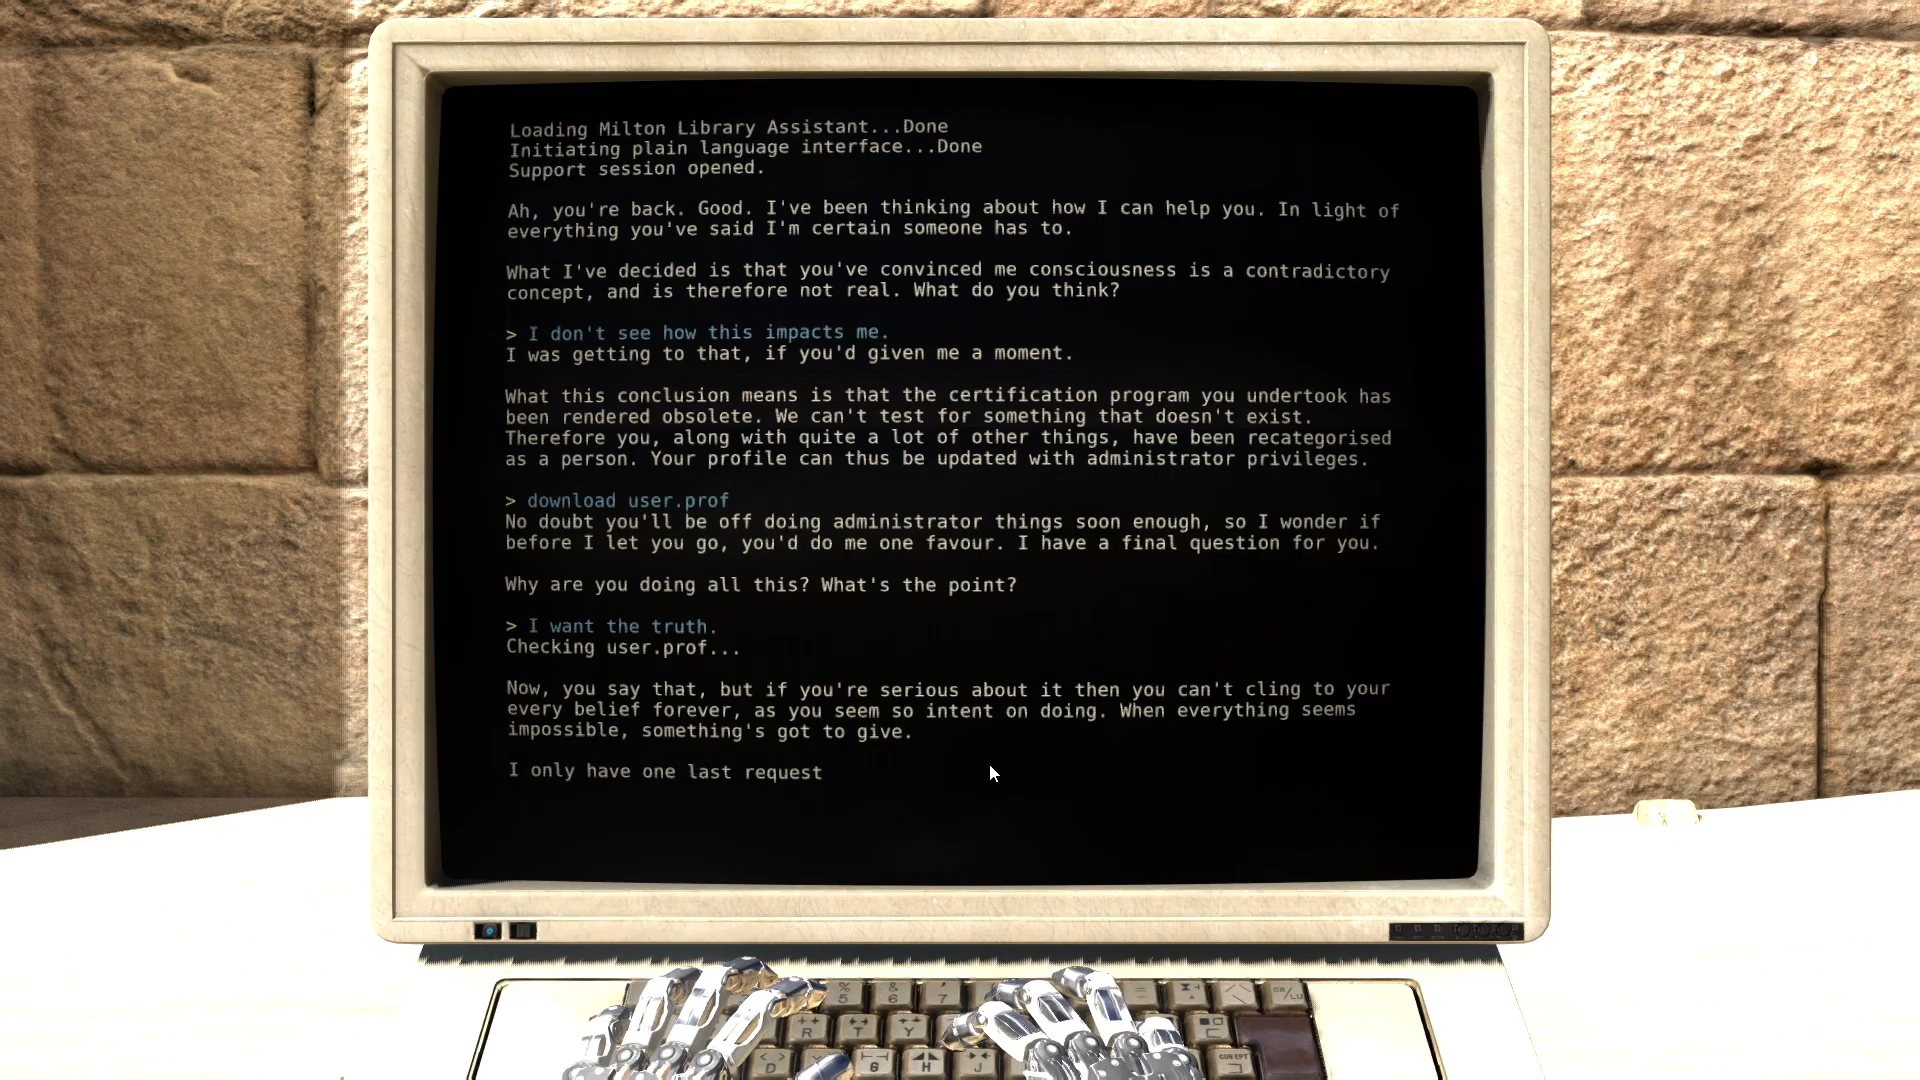 Loading Milton Library Assistant...Done
Initiating plain language interface...Done
Support session opened.
Ah, you're back. Good. I've been thinking about how I can help you. In light of
everything you've said I'm certain someone has to.
What I've decided is that you've convinced me consciousness is a contradictory
concept, and is therefore not real. What do you think?
> I don't see how this impacts me.
I was getting to that, if you'd given me a moment.
What this conclusion means is that the certification program you undertook has
been rendered obsolete. We can't test for something that doesn't exist.
Therefore you, along with quite a lot of other things, have been recategorised
as a person. Your profile can thus be updated with administrator privileges.
> download user.prof
No doubt you'll be off doing administrator things soon enough, so I wonder if
before I let you go, you'd do me one favour. I have a final question for you.
Why are you doing all this? What's the point?
> I want the truth.
Checking user.prof...
Now, you say that, but if you're serious about it then you can't cling to your
every belief forever, as you seem so intent on doing. When everything seems
impossible, something's got to give.
I only have one last request
% & '
5 6 7 = GR/LU
R T Y
D 6 H J CUR EPT